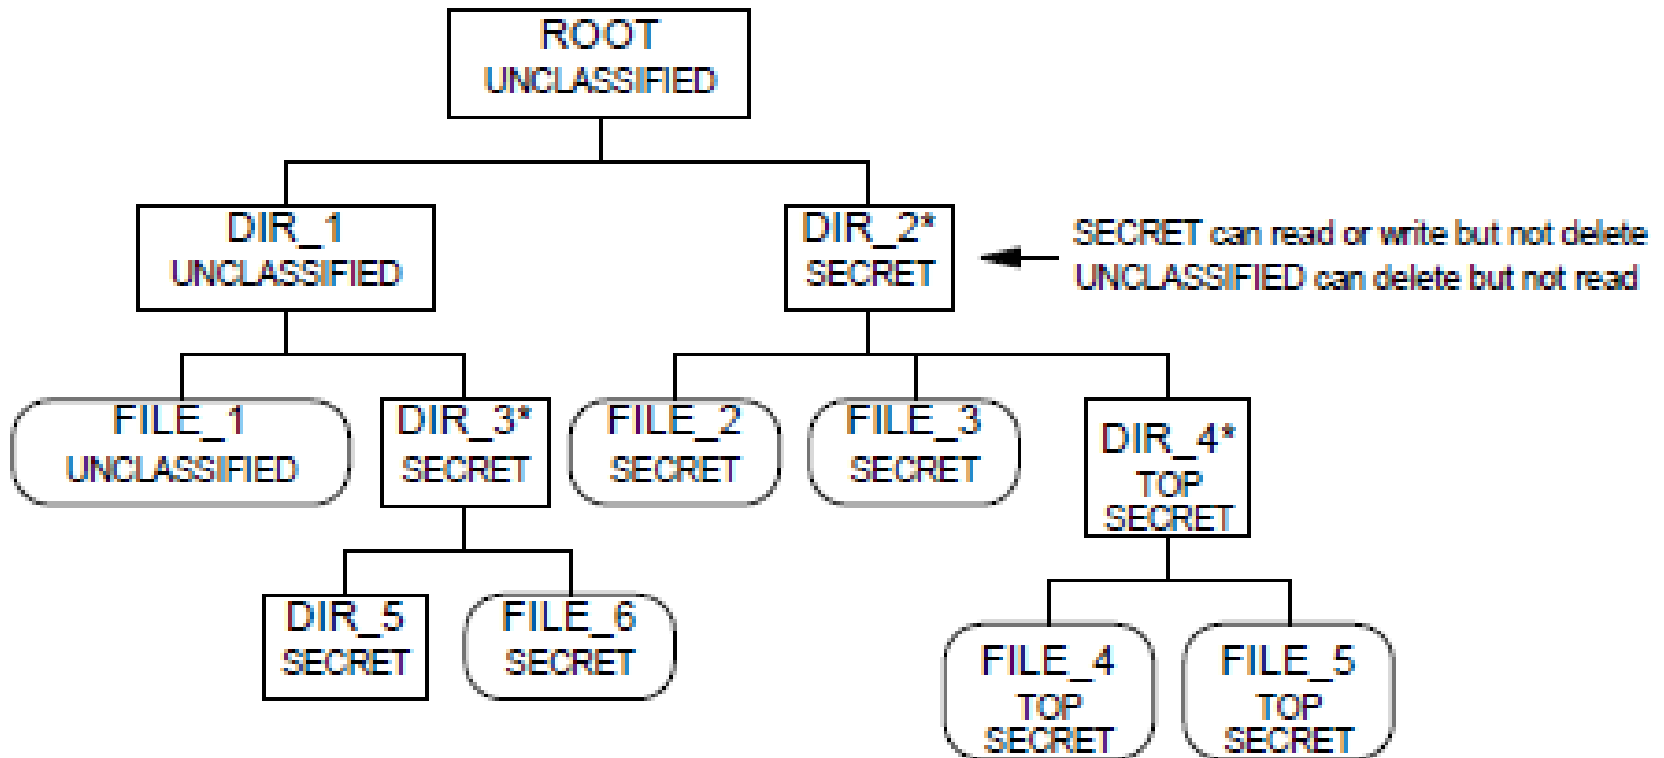 ROOT
UNCLASSIFIED
DIR_1
UNCLASSIFIED
DIR_2*
SECRET
SECRET can read or write but not delete
UNCLASSIFIED can delete but not read
FILE_1
UNCLASSIFIED
DIR_3*
SECRET
FILE_2
SECRET
FILE_3
SECRET
DIR_4*
TOP
SECRET
DIR_5
SECRET
FILE_6
SECRET
FILE_4
TOP
SECRET
FILE_5
TOP
SECRET